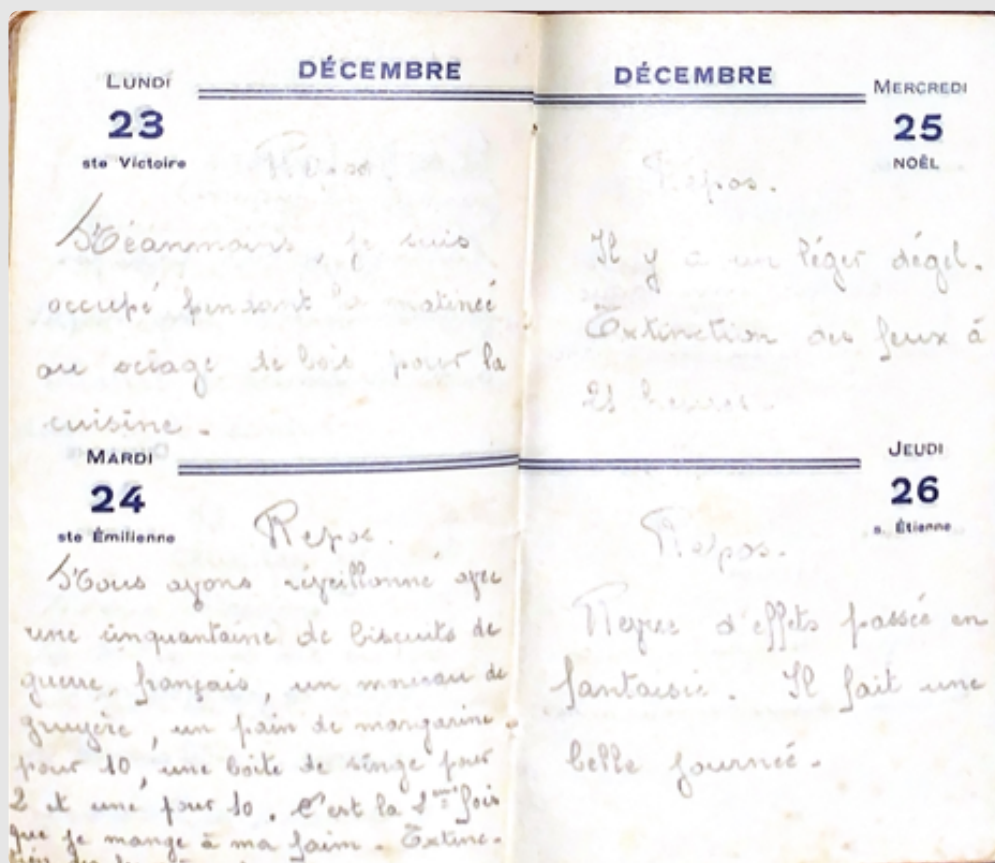 DÉCEMBRE
LUNDI
23
ste Victoire
Repos.
Néanmoins, je suis
occupé pendant la matinée
au sciage de bois pour la
cuisine.
MARDI
24
ste Émilienne
Repos.
Nous avons réveillonné avec
une cinquantaine de biscuits de
guerre, français, un morceau de
gruyère, un pain de margarine
pour 10, une boîte de singe pour
2 et une pour 10. C'est la 1ère fois
que je mange à ma faim. Extinc-
DÉCEMBRE
MERCREDI
25
NOËL
Repos.
Il y a un léger dégel.
Extinction des feux à
21 heures.
JEUDI
26
s. Étienne
Repos.
d'effets passée en
fantaisie. Il fait une
belle journée.